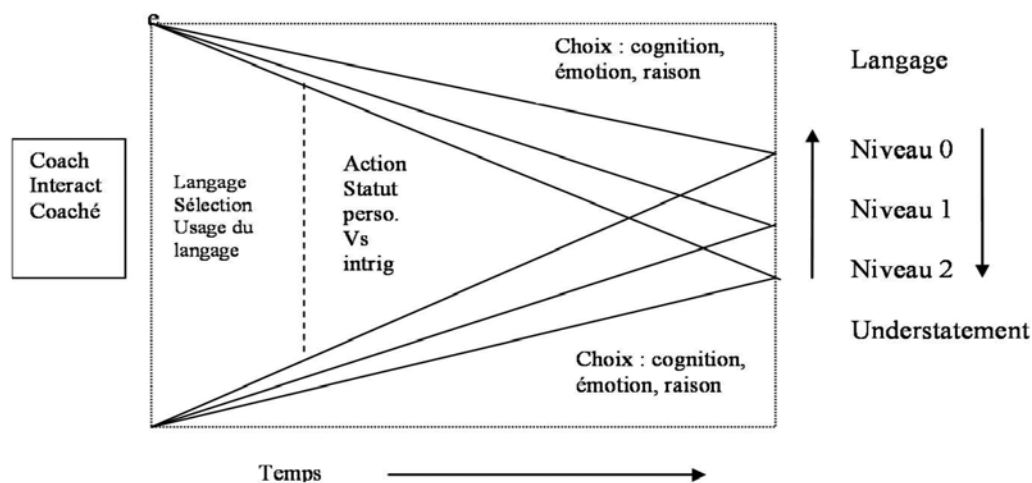 e
Choix : cognition,
émotion, raison
Langage
Coach
Interact
Coaché
Langage
Sélection
Usage du
langage
Action
Statut
perso.
Vs
intrig
Niveau 0
Niveau 1
Niveau 2
Understatement
Choix : cognition,
émotion, raison
Temps